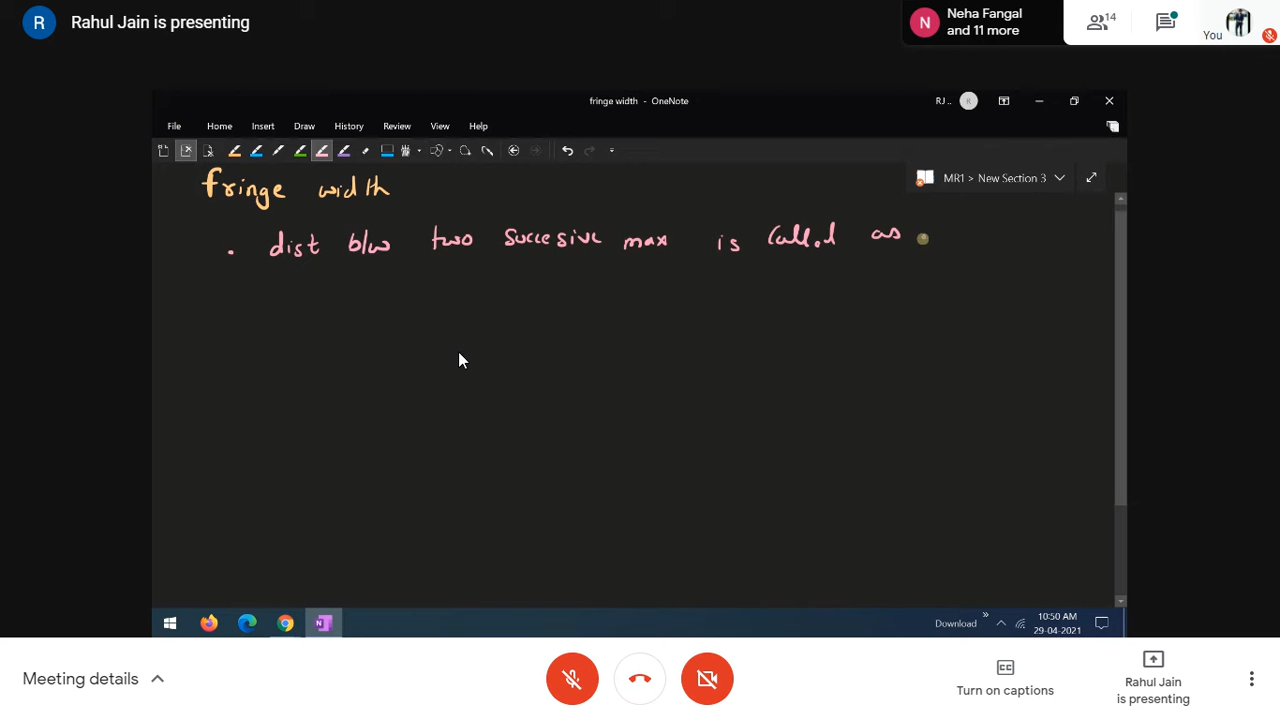 R Rahul Jain is presenting
N Neha Fangal
and 11 more
14
You
fringe width - OneNote
RJ ..
R
File Home Insert Draw History Review View Help
MR1 > New Section 3
fringe width
. dist b/w two succesive max is called as
N
Download
»
10:50 AM
29-04-2021
Meeting details
CC
Turn on captions
Rahul Jain
is presenting